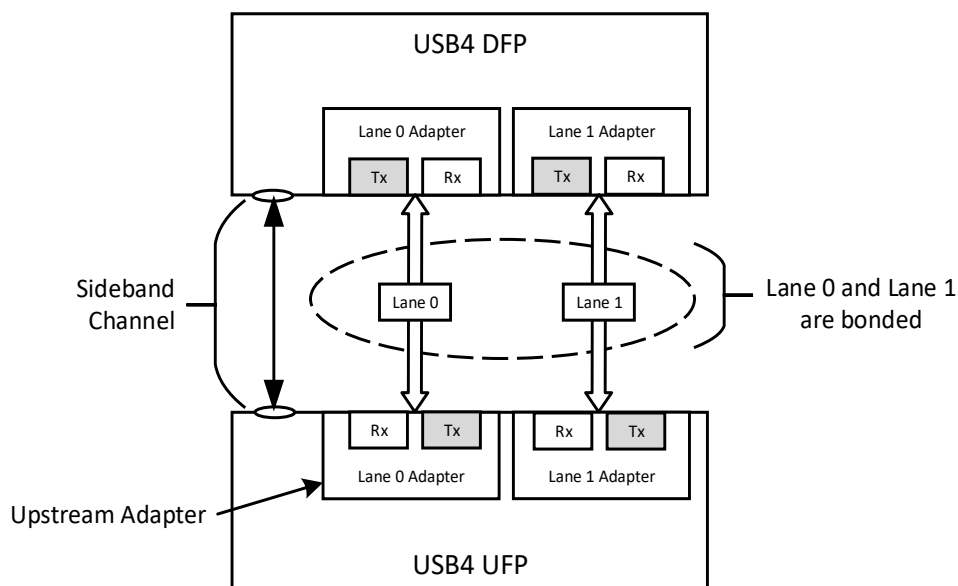 USB4 DFP
Lane 0 Adapter
Lane 1 Adapter
Tx
Rx
Tx
Rx
Sideband
Channel
Lane 0
Lane 1
Lane 0 and Lane 1
are bonded
Rx
Tx
Rx
Tx
Lane 0 Adapter
Lane 1 Adapter
Upstream Adapter
USB4 UFP